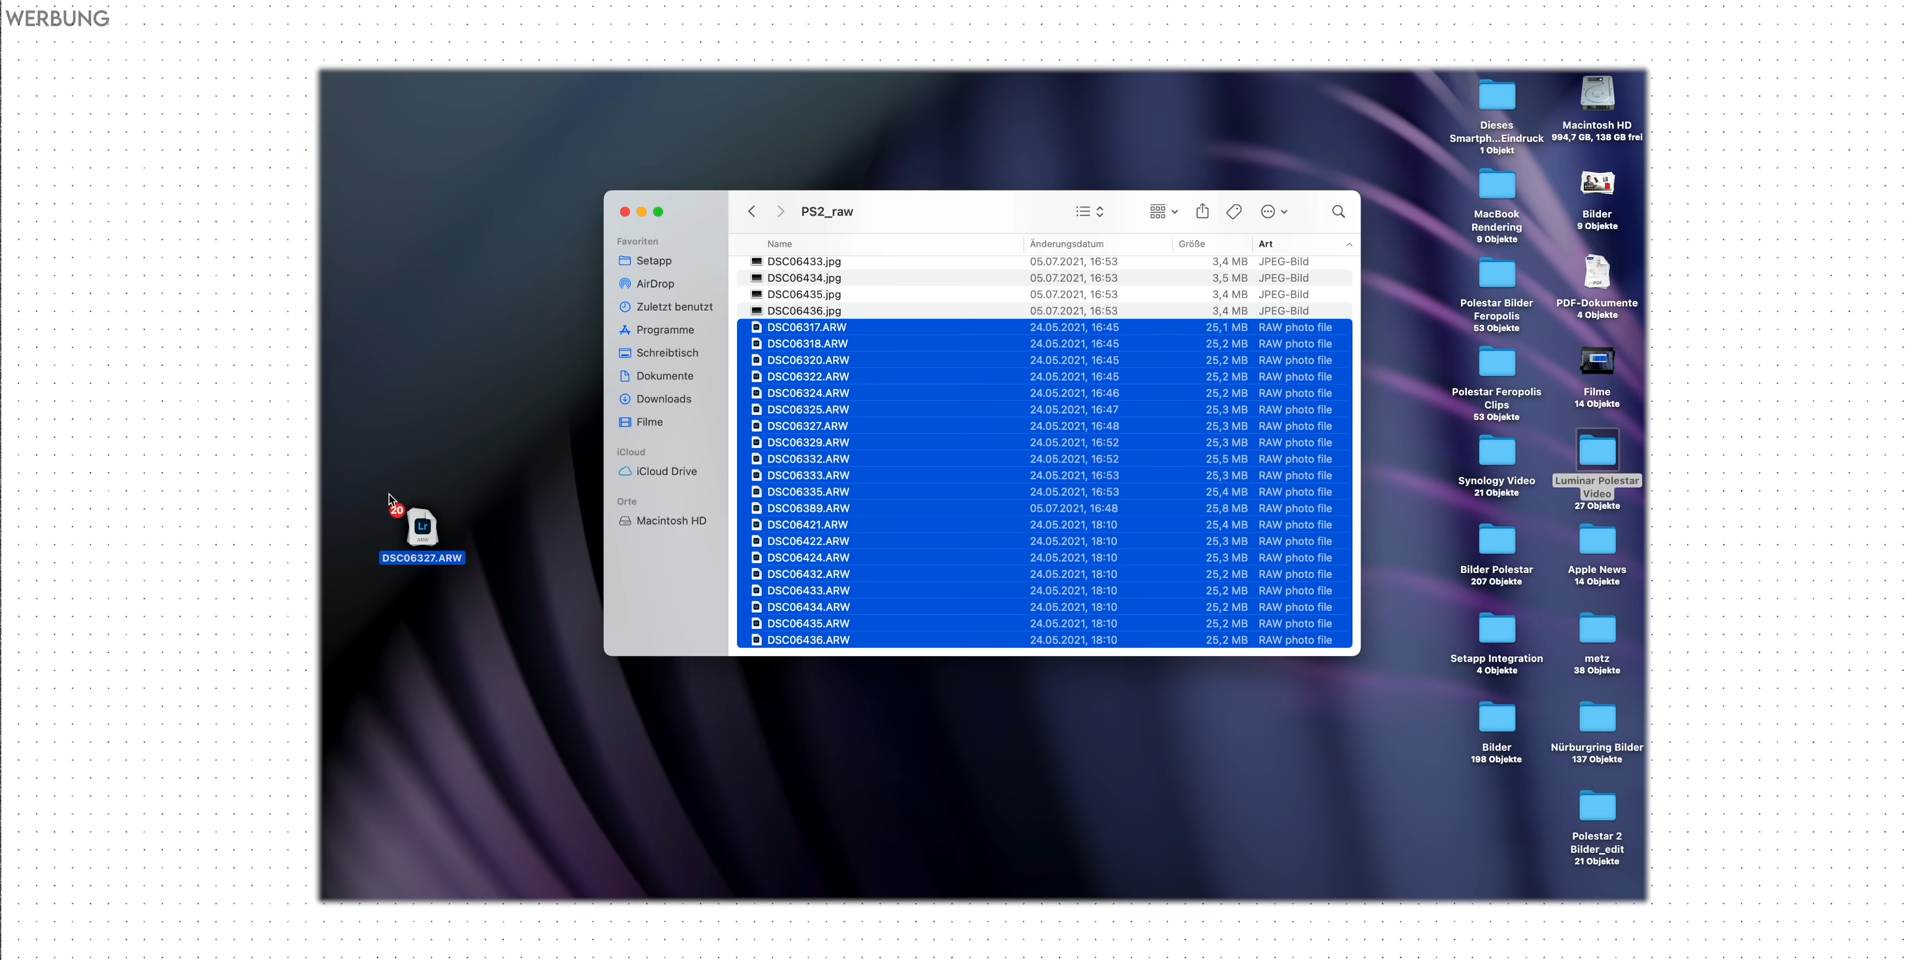 WERBUNG
PS2_raw
Favoriten
Setapp
AirDrop
Zuletzt benutzt
Programme
Schreibtisch
Dokumente
Downloads
Filme
iCloud
iCloud Drive
Orte
Macintosh HD
Name Änderungsdatum Größe Art
DSC06433.jpg 05.07.2021, 16:53 3,4 MB JPEG-Bild
DSC06434.jpg 05.07.2021, 16:53 3,5 MB JPEG-Bild
DSC06435.jpg 05.07.2021, 16:53 3,4 MB JPEG-Bild
DSC06436.jpg 05.07.2021, 16:53 3,4 MB JPEG-Bild
DSC06317.ARW 24.05.2021, 16:45 25,1 MB RAW photo file
DSC06318.ARW 24.05.2021, 16:45 25,2 MB RAW photo file
DSC06320.ARW 24.05.2021, 16:45 25,2 MB RAW photo file
DSC06322.ARW 24.05.2021, 16:45 25,2 MB RAW photo file
DSC06324.ARW 24.05.2021, 16:46 25,2 MB RAW photo file
DSC06325.ARW 24.05.2021, 16:47 25,3 MB RAW photo file
DSC06327.ARW 24.05.2021, 16:48 25,3 MB RAW photo file
DSC06329.ARW 24.05.2021, 16:52 25,3 MB RAW photo file
DSC06332.ARW 24.05.2021, 16:52 25,5 MB RAW photo file
DSC06333.ARW 24.05.2021, 16:53 25,3 MB RAW photo file
DSC06335.ARW 24.05.2021, 16:53 25,4 MB RAW photo file
DSC06389.ARW 05.07.2021, 16:48 25,8 MB RAW photo file
DSC06421.ARW 24.05.2021, 18:10 25,4 MB RAW photo file
DSC06422.ARW 24.05.2021, 18:10 25,3 MB RAW photo file
DSC06424.ARW 24.05.2021, 18:10 25,3 MB RAW photo file
DSC06432.ARW 24.05.2021, 18:10 25,2 MB RAW photo file
DSC06433.ARW 24.05.2021, 18:10 25,2 MB RAW photo file
DSC06434.ARW 24.05.2021, 18:10 25,2 MB RAW photo file
DSC06435.ARW 24.05.2021, 18:10 25,2 MB RAW photo file
DSC06436.ARW 24.05.2021, 18:10 25,2 MB RAW photo file
20
Lr
ARW
DSC06327.ARW
Dieses
Smartph...Eindruck
1 Objekt
MacBook
Rendering
9 Objekte
Polestar Bilder
Feropolis
53 Objekte
Polestar Feropolis
Clips
53 Objekte
Synology Video
21 Objekte
Bilder Polestar
207 Objekte
Setapp Integration
4 Objekte
Bilder
198 Objekte
Macintosh HD
994,7 GB, 138 GB frei
Bilder
9 Objekte
PDF
PDF-Dokumente
4 Objekte
Filme
14 Objekte
Luminar Polestar
Video
27 Objekte
Apple News
14 Objekte
metz
38 Objekte
Nürburgring Bilder
137 Objekte
Polestar 2
Bilder_edit
21 Objekte